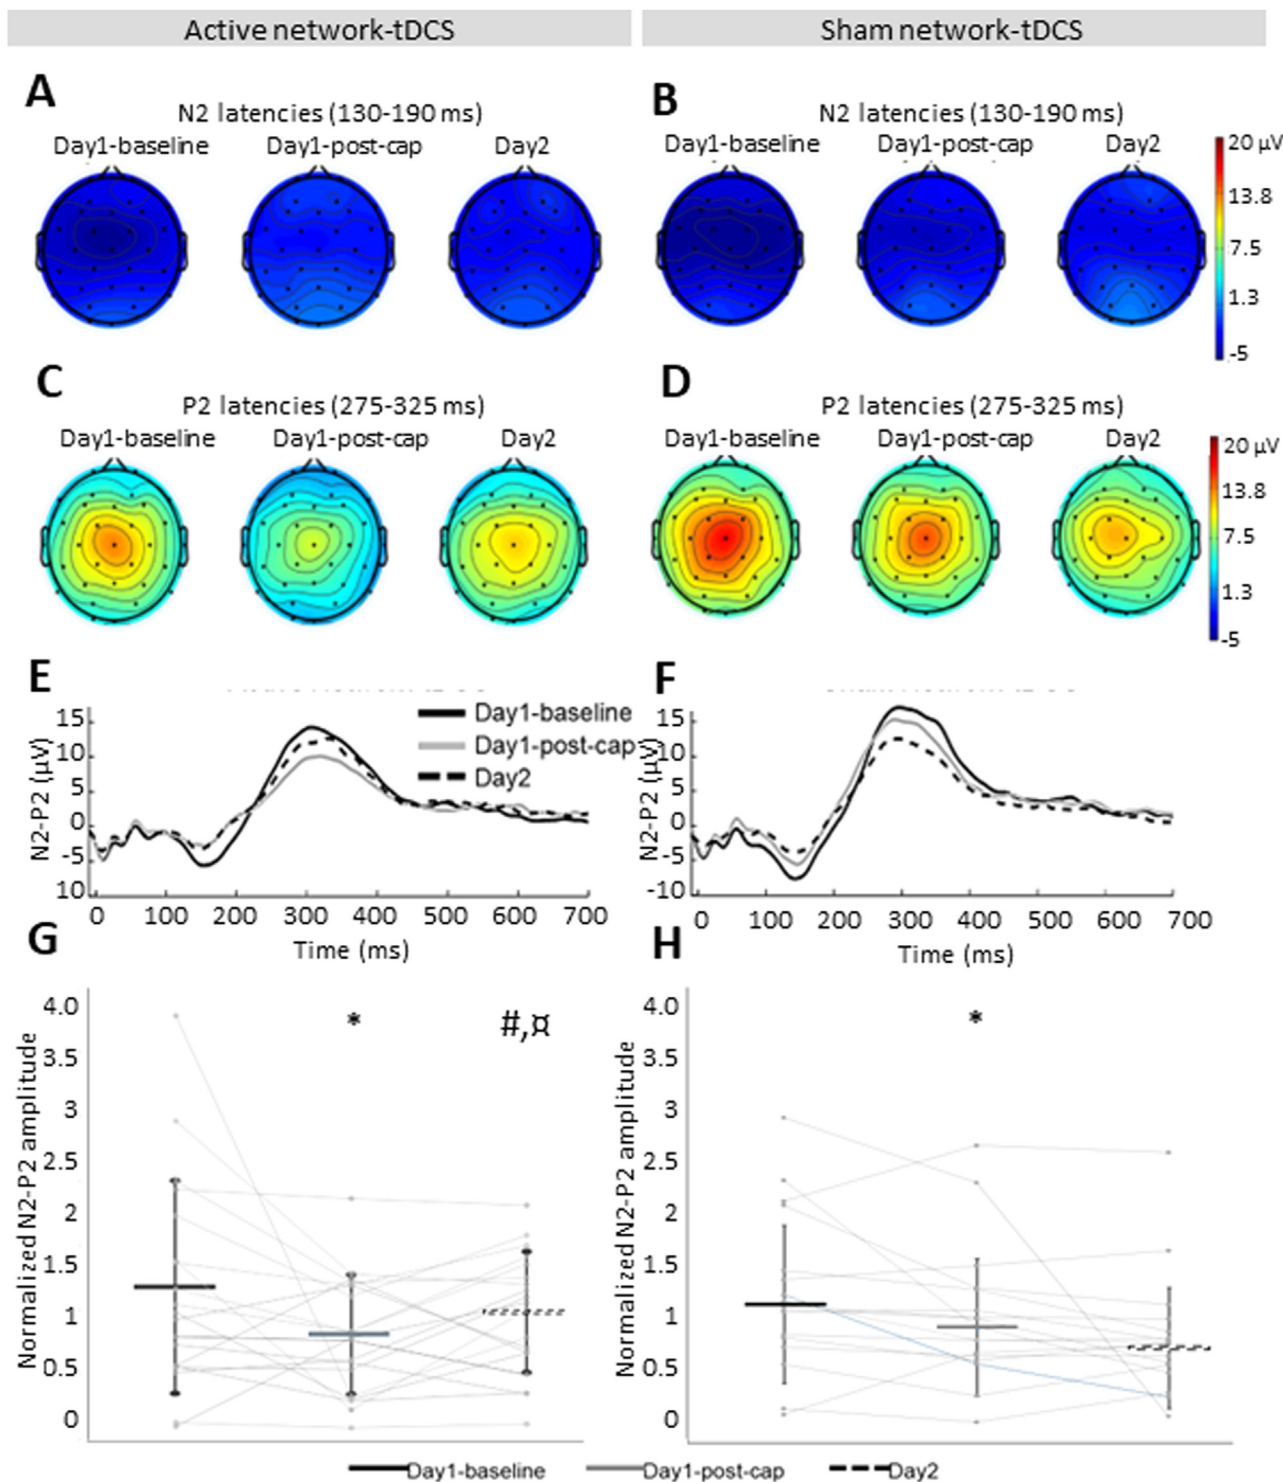 Active network-tDCS
Sham network-tDCS
A
N2 latencies (130-190 ms)
Day1-baseline Day1-post-cap Day2
B
N2 latencies (130-190 ms)
Day1-baseline Day1-post-cap Day2
20 µV
13.8
7.5
1.3
-5
C
P2 latencies (275-325 ms)
Day1-baseline Day1-post-cap Day2
D
P2 latencies (275-325 ms)
Day1-baseline Day1-post-cap Day2
20 µV
13.8
7.5
1.3
-5
E
N2-P2 (µV)
15
10
5
0
-5
10
0 100 200 300 400 500 600 700
Time (ms)
Day1-baseline
Day1-post-cap
Day2
F
N2-P2 (µV)
15
10
5
0
-5
-10
0 100 200 300 400 500 600 700
Time (ms)
G
Normalized N2-P2 amplitude
4.0
3.5
3
2.5
2
1.5
1
0.5
0
*
#,¤
H
Normalized N2-P2 amplitude
4.0
3.5
3
2.5
2
1.5
1
0.5
0
*
Day1-baseline Day1-post-cap Day2